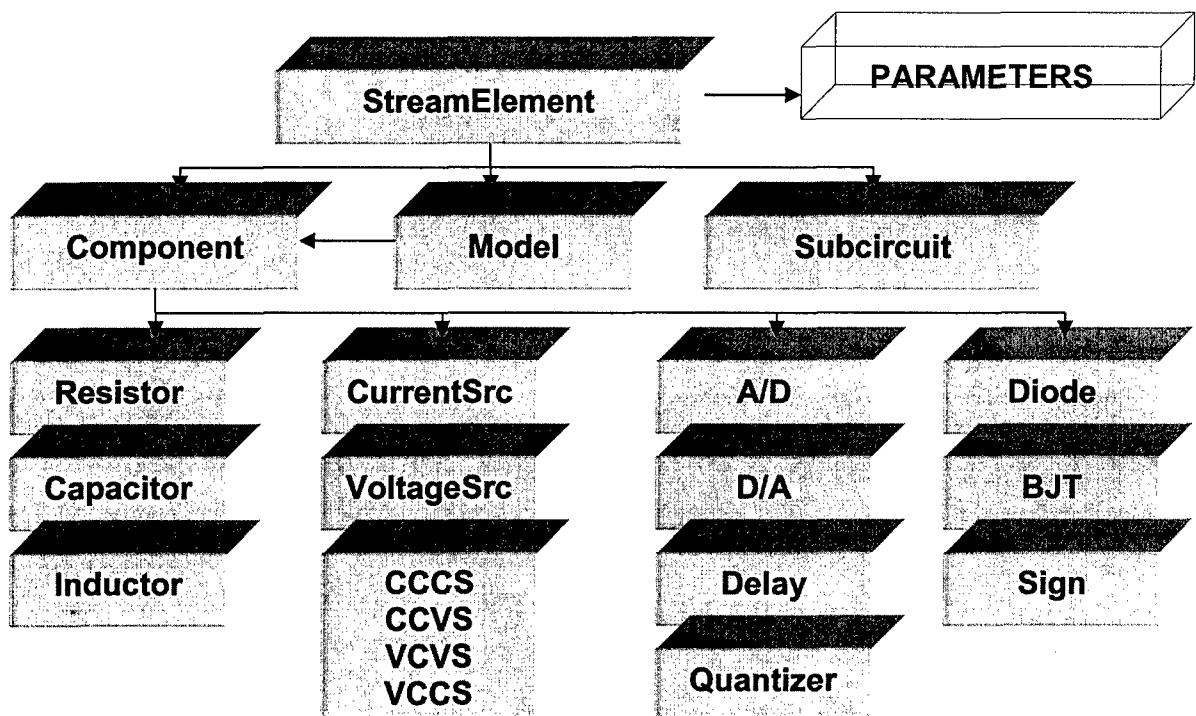 PARAMETERS
StreamElement
Component
Model
Subcircuit
Resistor
CurrentSrc
A/D
Diode
Capacitor
VoltageSrc
D/A
BJT
Inductor
CCCS
CCVS
VCVS
VCCS
Delay
Sign
Quantizer